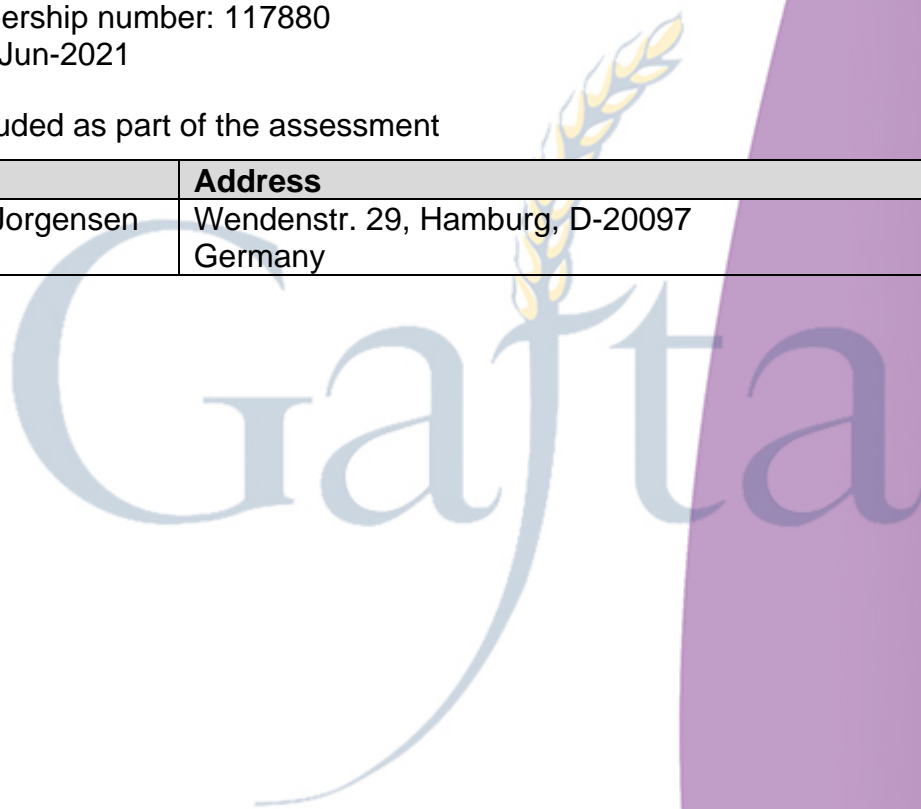 ership number: 117880
Jun-2021
uded as part of the assessment
Address
Jorgensen Wendenstr. 29, Hamburg, D-20097
Germany
Gafta